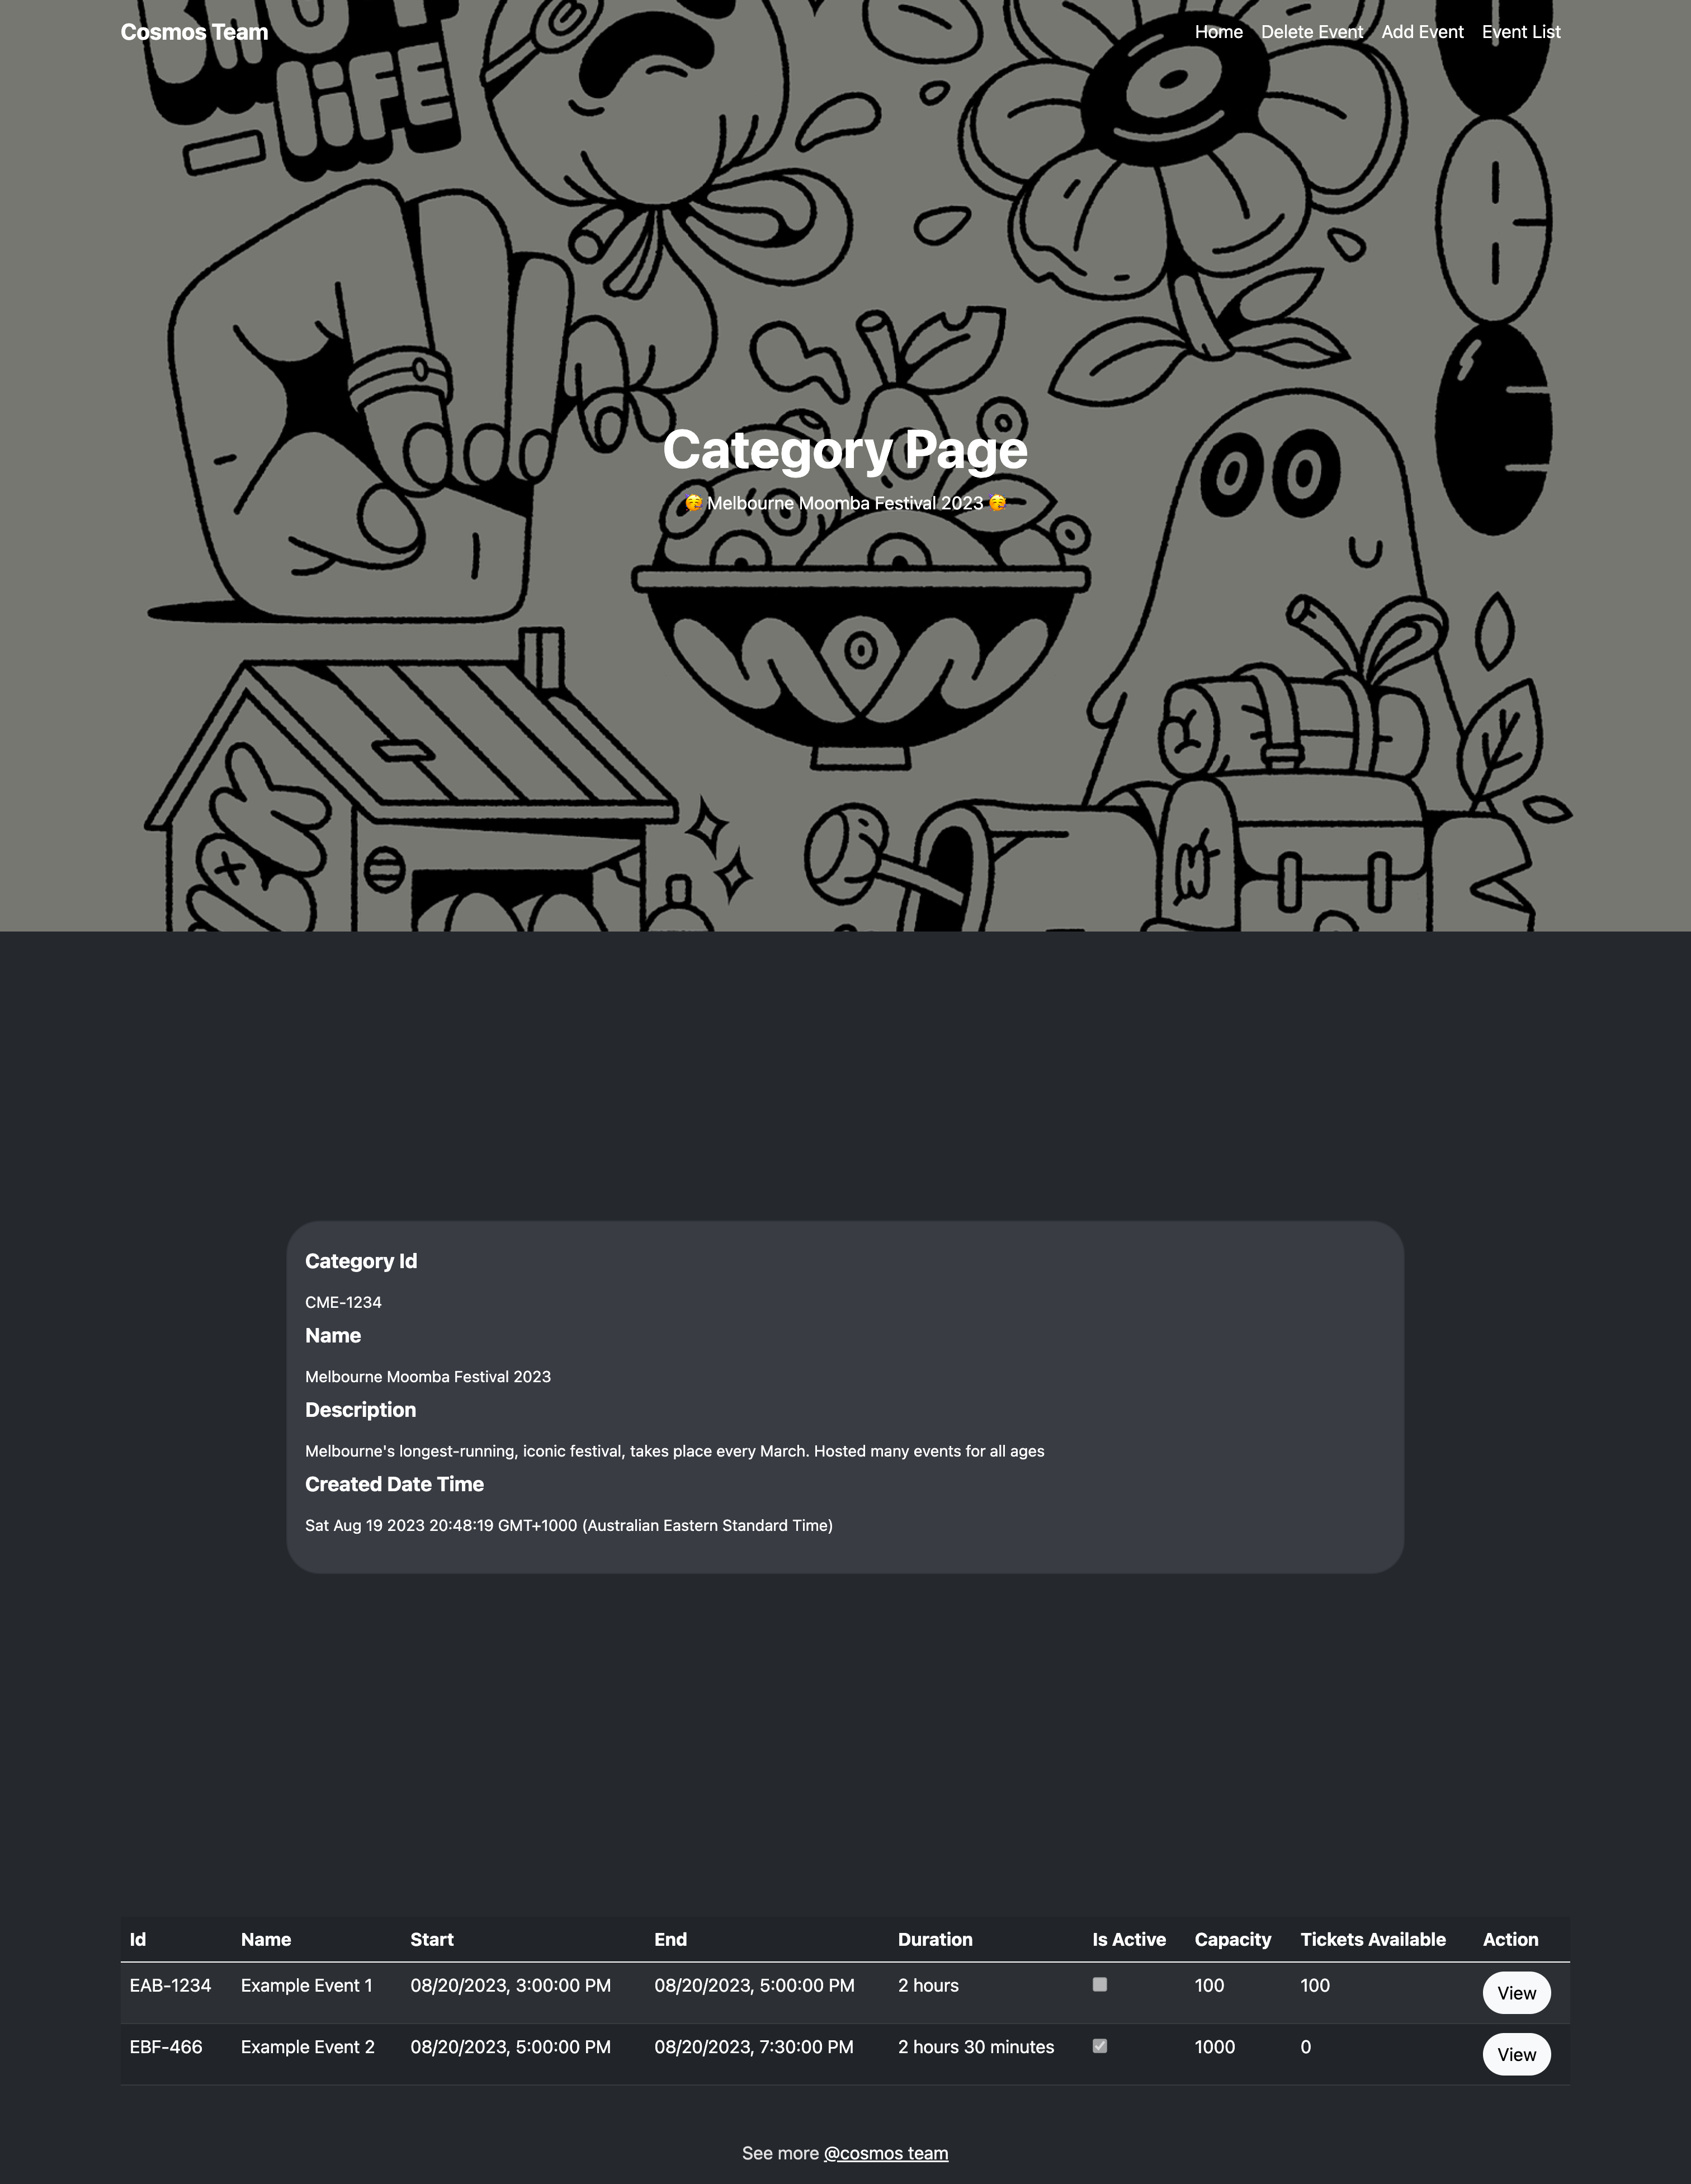 Cosmos Team
Home Delete Event Add Event Event List
LiFE
Category Page
🥳 Melbourne Moomba Festival 2023 🥳
Category Id
CME-1234
Name
Melbourne Moomba Festival 2023
Description
Melbourne's longest-running, iconic festival, takes place every March. Hosted many events for all ages
Created Date Time
Sat Aug 19 2023 20:48:19 GMT+1000 (Australian Eastern Standard Time)
Id Name Start End Duration Is Active Capacity Tickets Available Action
EAB-1234 Example Event 1 08/20/2023, 3:00:00 PM 08/20/2023, 5:00:00 PM 2 hours 100 100 View
EBF-466 Example Event 2 08/20/2023, 5:00:00 PM 08/20/2023, 7:30:00 PM 2 hours 30 minutes 1000 0 View
See more @cosmos team